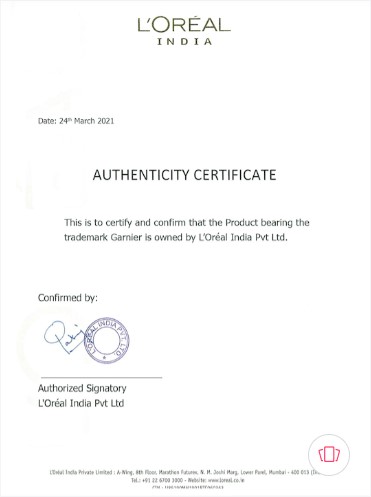 L'ORÉAL
INDIA
Date: 24th March 2021
AUTHENTICITY CERTIFICATE
This is to certify and confirm that the Product bearing the
trademark Garnier is owned by L'Oréal India Pvt Ltd.
Confirmed by:
L'ORÉAL INDIA PVT. LTD.
Authorized Signatory
L'Oréal India Pvt Ltd
L'Oréal India Private Limited : A-Wing, 8th Floor, Marathon Futurex, N. M. Joshi Marg, Lower Parel, Mumbai - 400 013
Tel.: +91 22 6700 3000 - Website: www.loreal.co.in